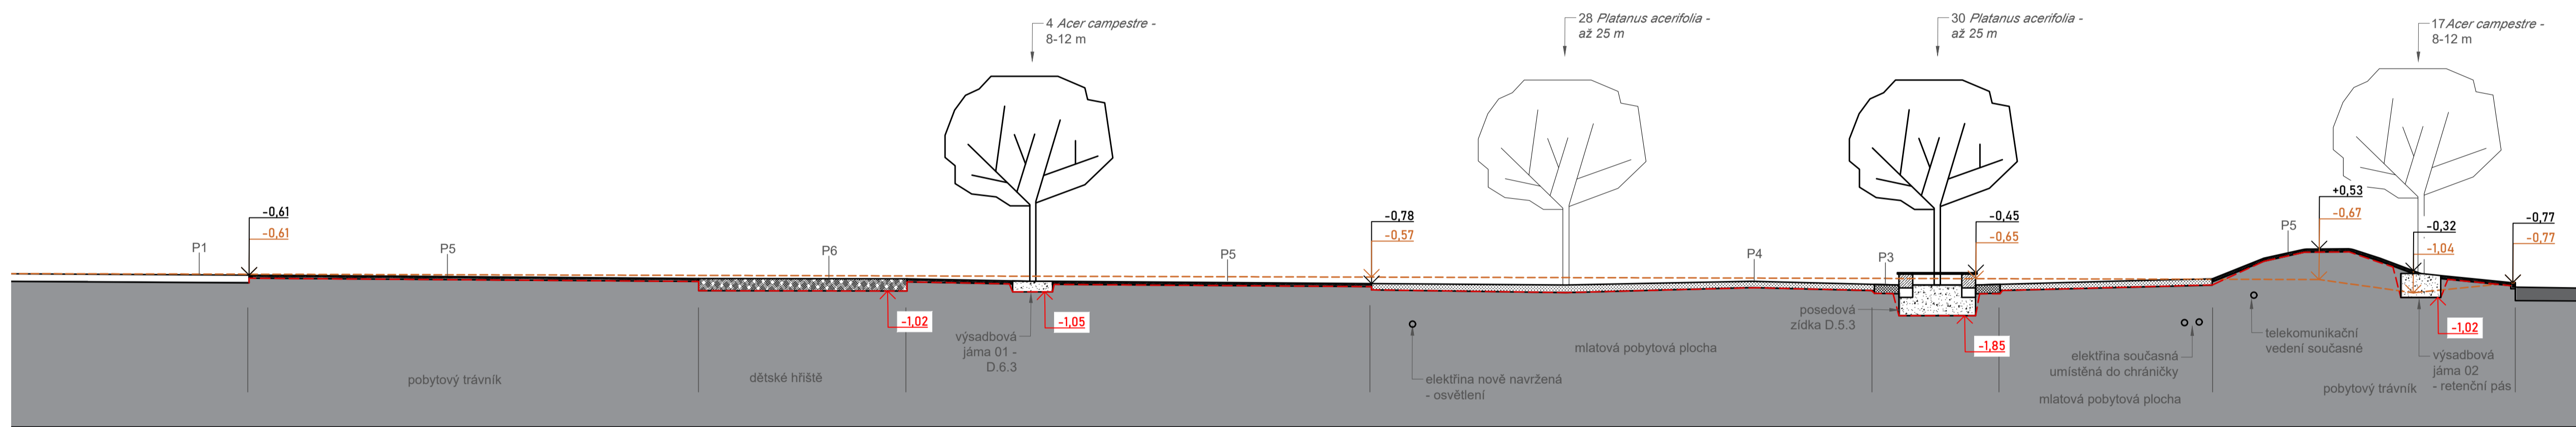 4 Acer campestre -
8-12 m
28 Platanus acerifolia -
až 25 m
30 Platanus acerifolia -
až 25 m
17Acer campestre -
8-12 m
-0,61
-0,61
P1
P5
P6
P5
-0,78
-0,57
P4
P3
-0,45
-0,65
P5
+0,53
-0,67
-0,32
-1,04
-0,77
-0,77
-1,02
-1,05
-1,85
-1,02
výsadbová
jáma 01 -
D.6.3
posedová
zídka D.5.3
telekomunikační
vedení současné
elektřina současná
umístěná do chráničky
výsadbová
jáma 02
- retenční pás
elektřina nově navržená
- osvětlení
pobytový trávník
dětské hřiště
mlatová pobytová plocha
mlatová pobytová plocha
pobytový trávník